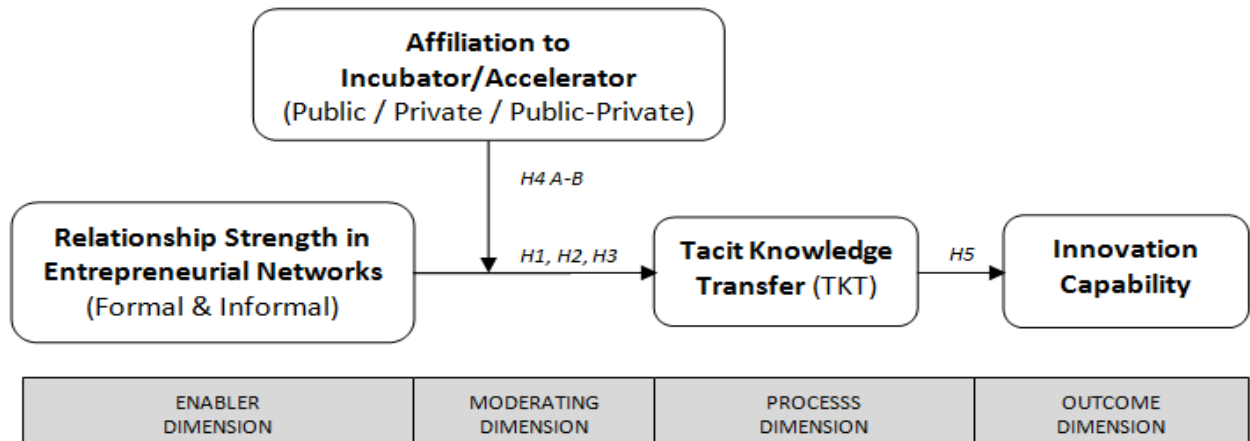 Affiliation to
Incubator/Accelerator
(Public / Private / Public-Private)
H4 A-B
Relationship Strength in
Entrepreneurial Networks
(Formal & Informal)
H1, H2, H3
Tacit Knowledge
Transfer (TKT)
H5
Innovation
Capability
ENABLER
DIMENSION
MODERATING
DIMENSION
PROCESSS
DIMENSION
OUTCOME
DIMENSION